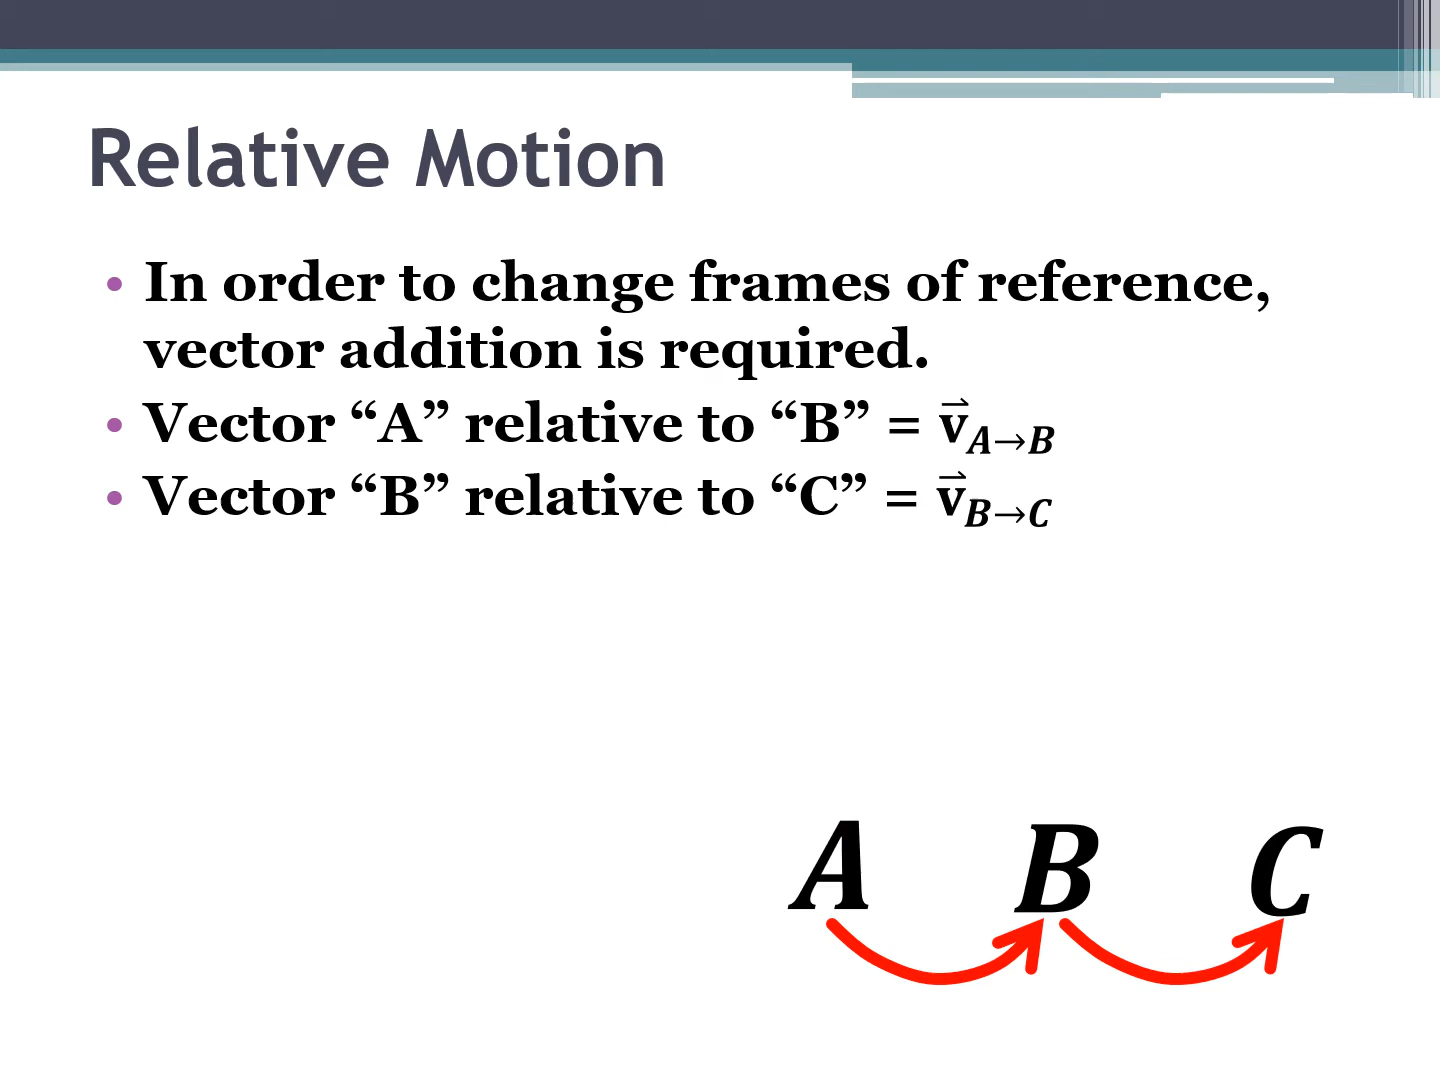 Relative Motion
• In order to change frames of reference,
vector addition is required.
• Vector “A” relative to “B” = v⃗A→B
• Vector “B” relative to “C” = v⃗B→C
A B C